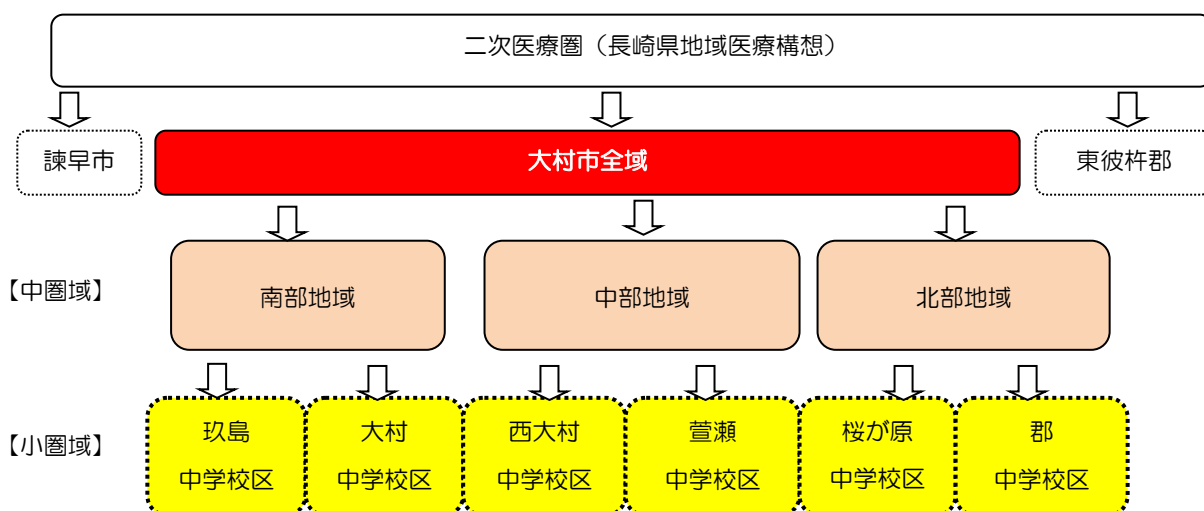 二次医療圏（長崎県地域医療構想）
諫早市
大村市全域
東彼杵郡
【中圏域】
南部地域
中部地域
北部地域
【小圏域】
玖島
中学校区
大村
中学校区
西大村
中学校区
萱瀬
中学校区
桜が原
中学校区
郡
中学校区